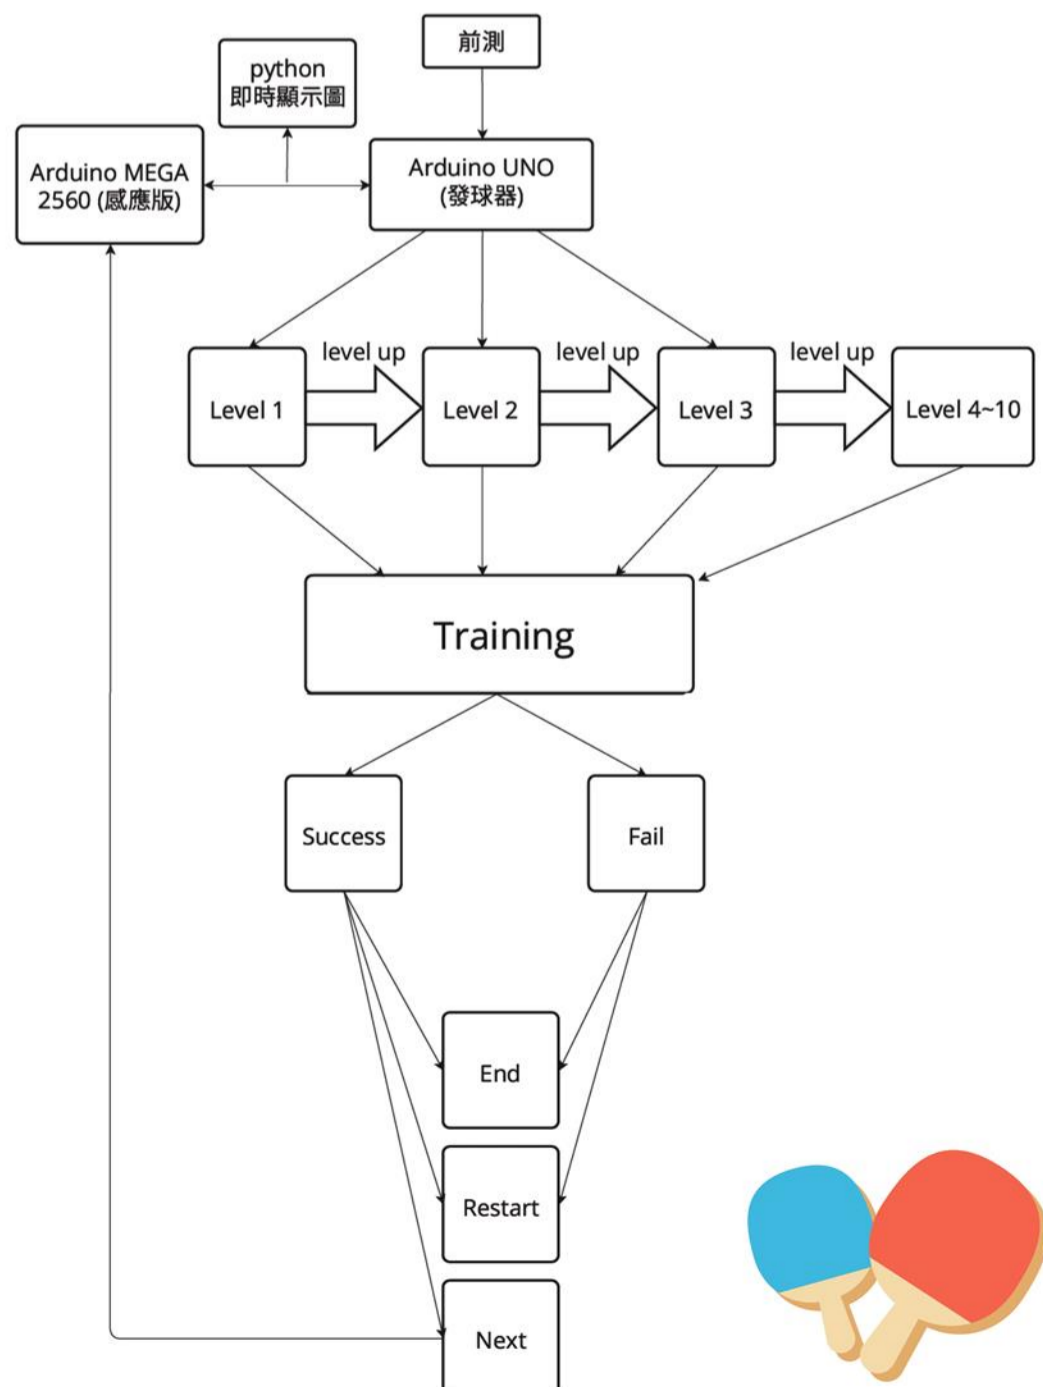 前測
python
即時顯示圖
Arduino MEGA
2560 (感應版)
Arduino UNO
(發球器)
level up
level up
level up
Level 1
Level 2
Level 3
Level 4~10
Training
Success
Fail
End
Restart
Next